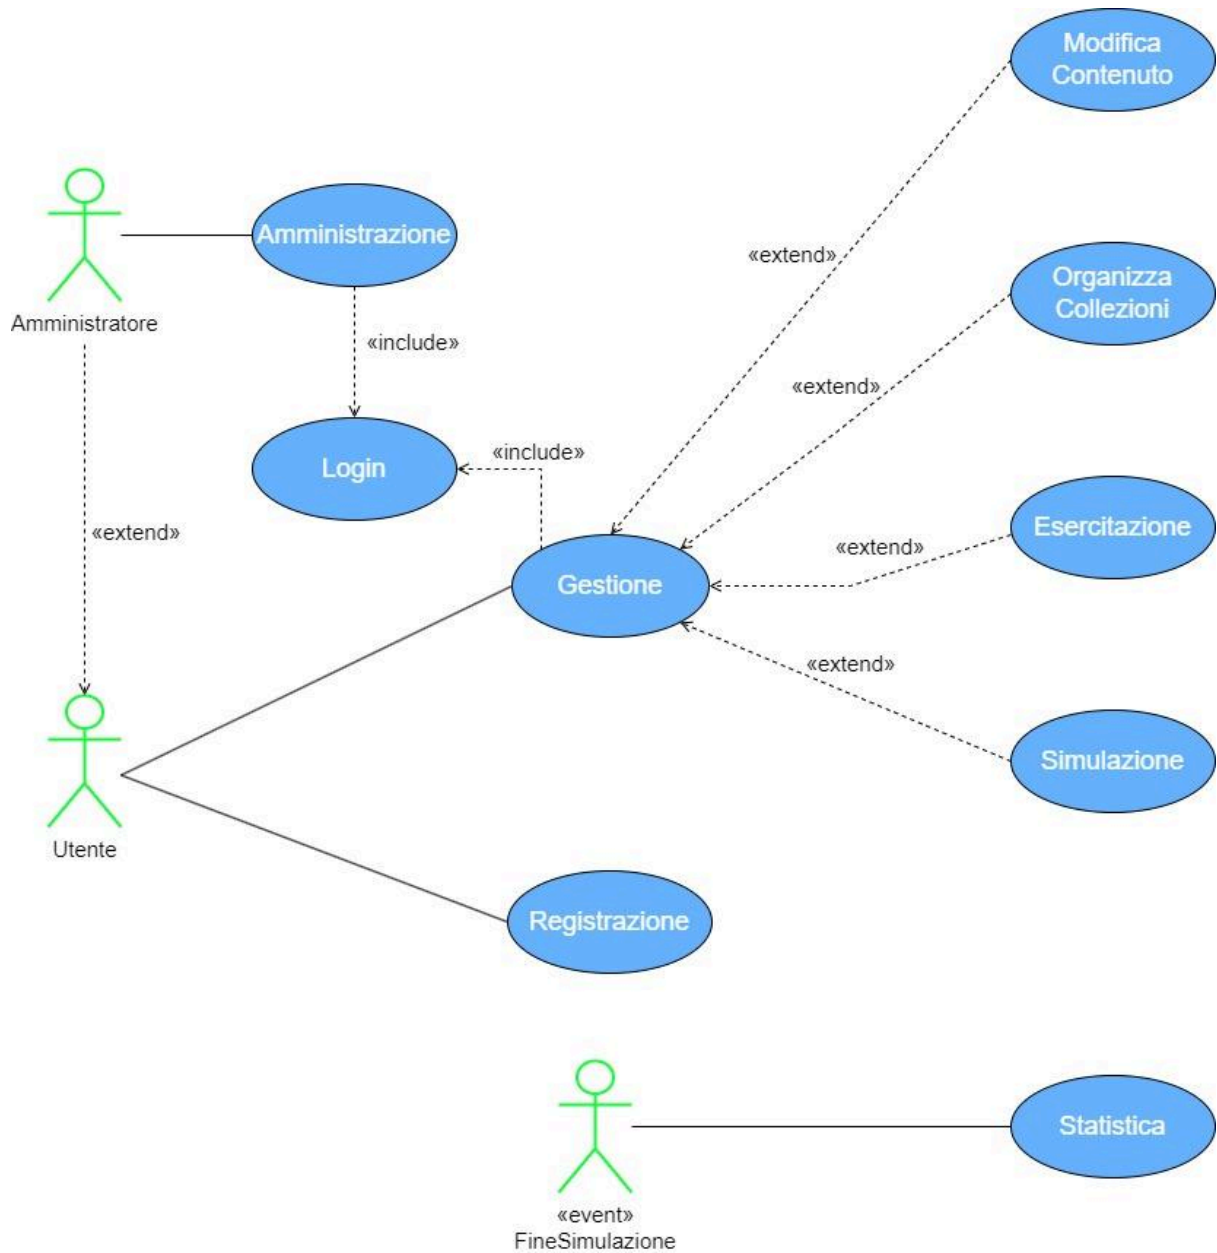 Modifica
Contenuto
Amministrazione
«extend»
Organizza
Collezioni
Amministratore
«include»
«extend»
Login
«include»
Esercitazione
«extend»
«extend»
Gestione
«extend»
Simulazione
Utente
Registrazione
Statistica
«event»
FineSimulazione